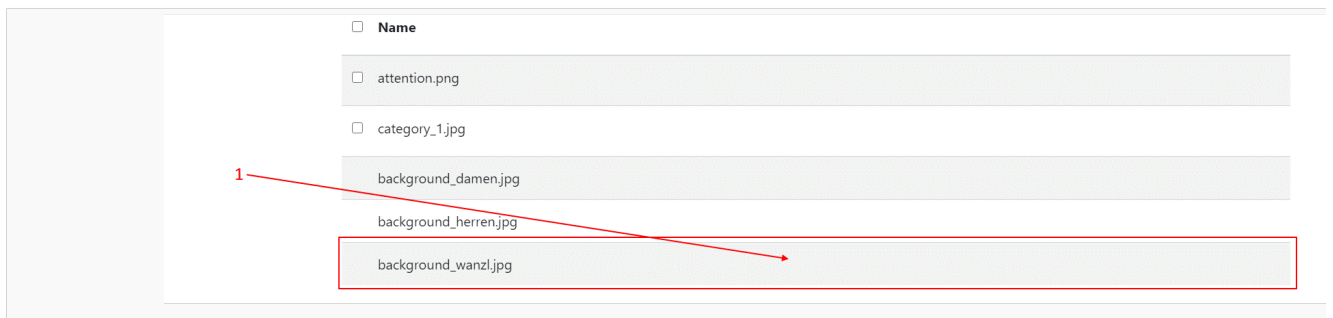 Name
attention.png
category_1.jpg
1
background_damen.jpg
background_herren.jpg
background_wanzl.jpg